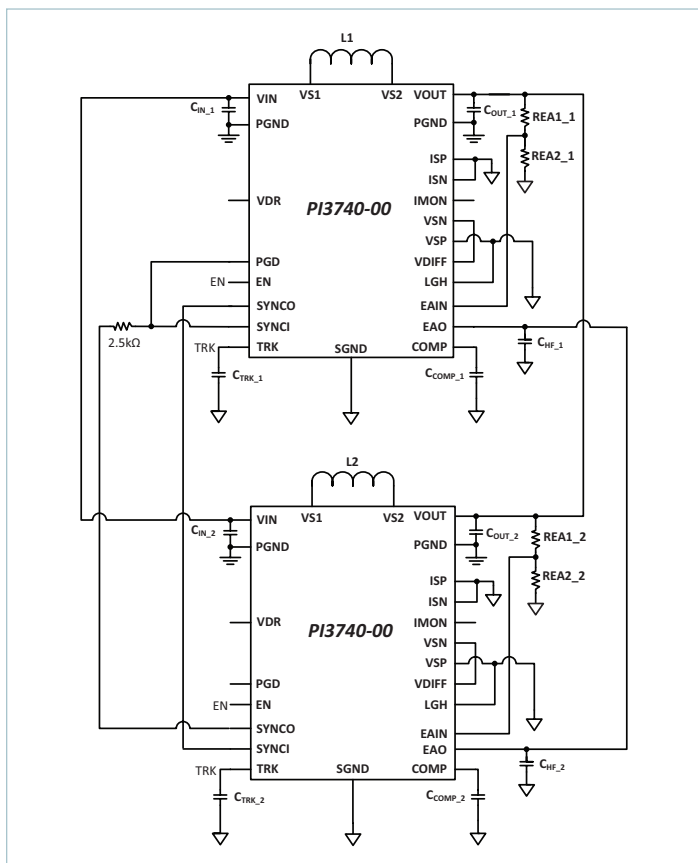 L1
VIN VS1 VS2 VOUT
C_IN_1 C_OUT_1 REA1_1
PGND PGND
REA2_1
ISP
ISN
VDR IMON
PI3740-00
VSN
VSP
PGD VDIFF
EN EN LGH
SYNCO EAIN
2.5kΩ SYNCI EAO
TRK TRK SGND COMP C_HF_1
C_TRK_1 C_COMP_1
L2
VIN VS1 VS2 VOUT
C_IN_2 C_OUT_2 REA1_2
PGND PGND
REA2_2
ISP
ISN
VDR IMON
PI3740-00
VSN
VSP
PGD VDIFF
EN EN LGH
SYNCO EAIN
SYNCI EAO
TRK TRK SGND COMP C_HF_2
C_TRK_2 C_COMP_2